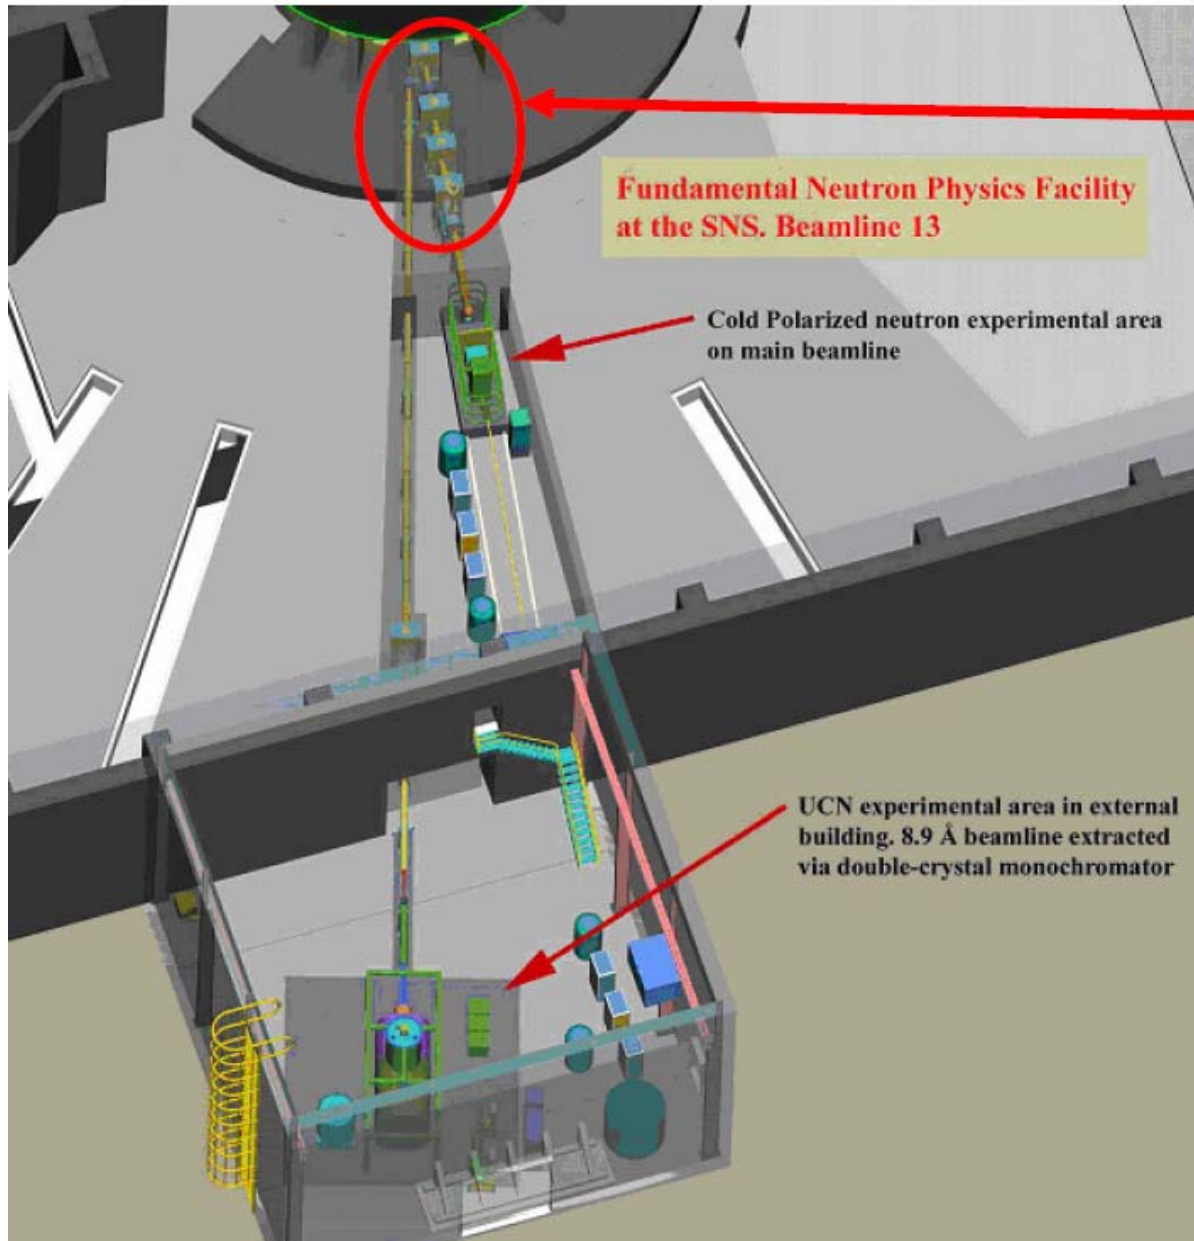 Fundamental Neutron Physics Facility
at the SNS. Beamline 13
Cold Polarized neutron experimental area
on main beamline
UCN experimental area in external
building. 8.9 Å beamline extracted
via double-crystal monochromator